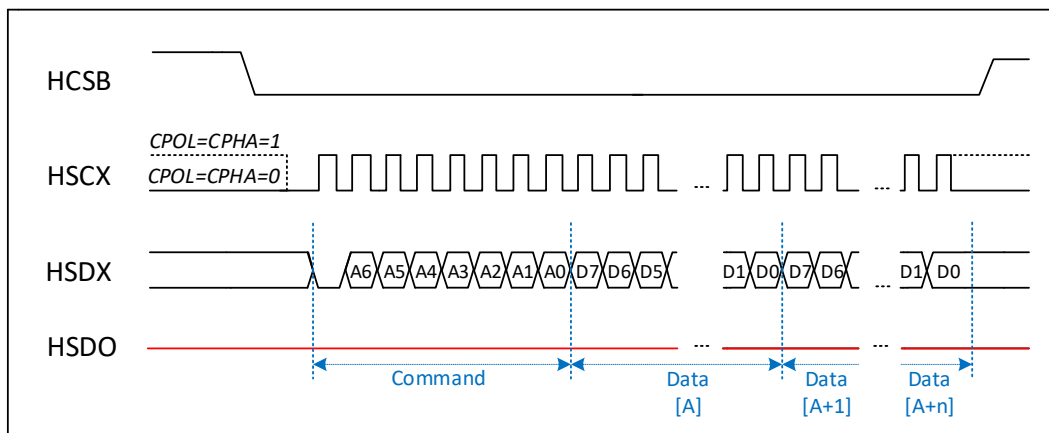 HCSB
CPOL=CPHA=1
HSCX
CPOL=CPHA=0
... ...
HSDX
A6 A5 A4 A3 A2 A1 A0 D7 D6 D5 D1 D0 D7 D6 ... D1 D0
HSDO
... ...
Command
Data
[A]
Data
[A+1]
Data
[A+n]